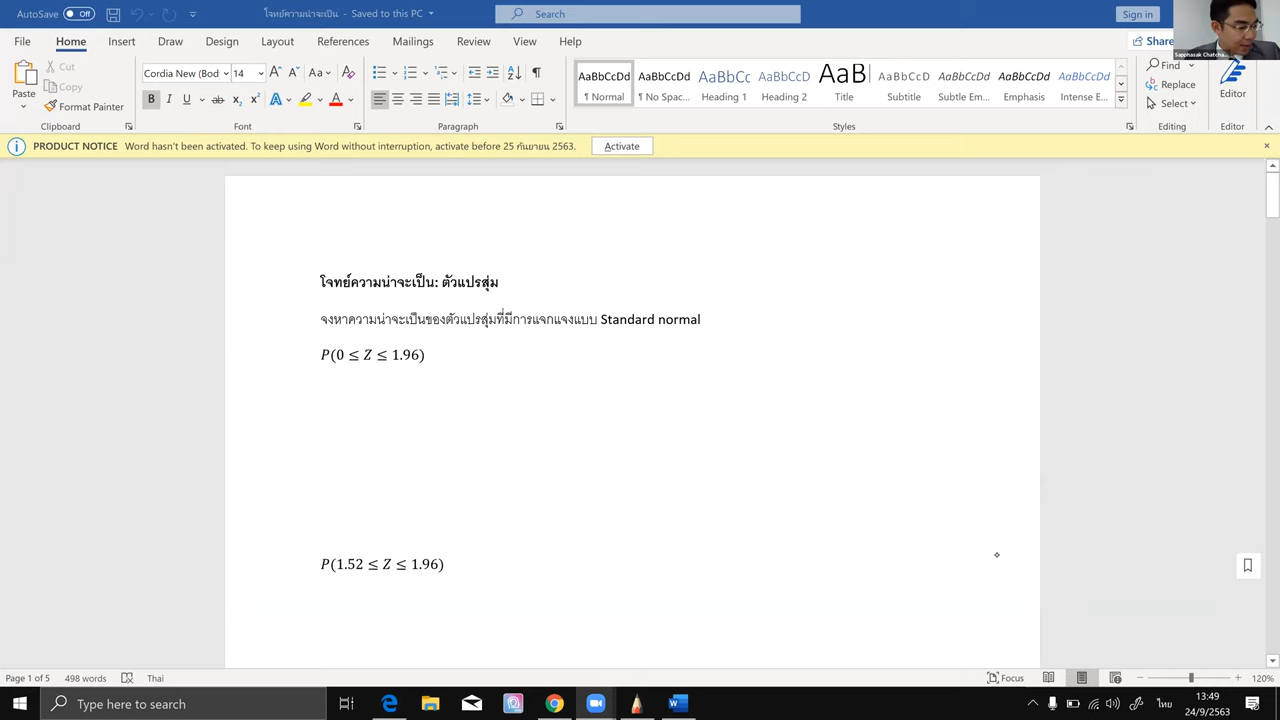 AutoSave Off
โจทย์ความน่าจะเป็น - Saved to this PC
Search
Sign in
File Home Insert Draw Design Layout References Mailings Review View Help
Share
Sapphasak Chatcha...
Paste
Cut
Copy
Format Painter
Clipboard
Cordia New (Bod 14
Font
Paragraph
AaBbCcDd AaBbCcDd AaBbCc AaBbCcD AaB AaBbCcD AaBbCcDd AaBbCcDd AaBbCcDd
¶ Normal ¶ No Spac... Heading 1 Heading 2 Title Subtitle Subtle Em... Emphasis Intense E...
Styles
Find
Replace
Select
Editing
Editor
Editor
PRODUCT NOTICE Word hasn't been activated. To keep using Word without interruption, activate before 25 กันยายน 2563.
Activate
โจทย์ความน่าจะเป็น: ตัวแปรสุ่ม
จงหาความน่าจะเป็นของตัวแปรสุ่มที่มีการแจกแจงแบบ Standard normal
P(0 ≤ Z ≤ 1.96)
P(1.52 ≤ Z ≤ 1.96)
Page 1 of 5 498 words Thai
Focus
120%
Type here to search
ไทย
13:49
24/9/2563